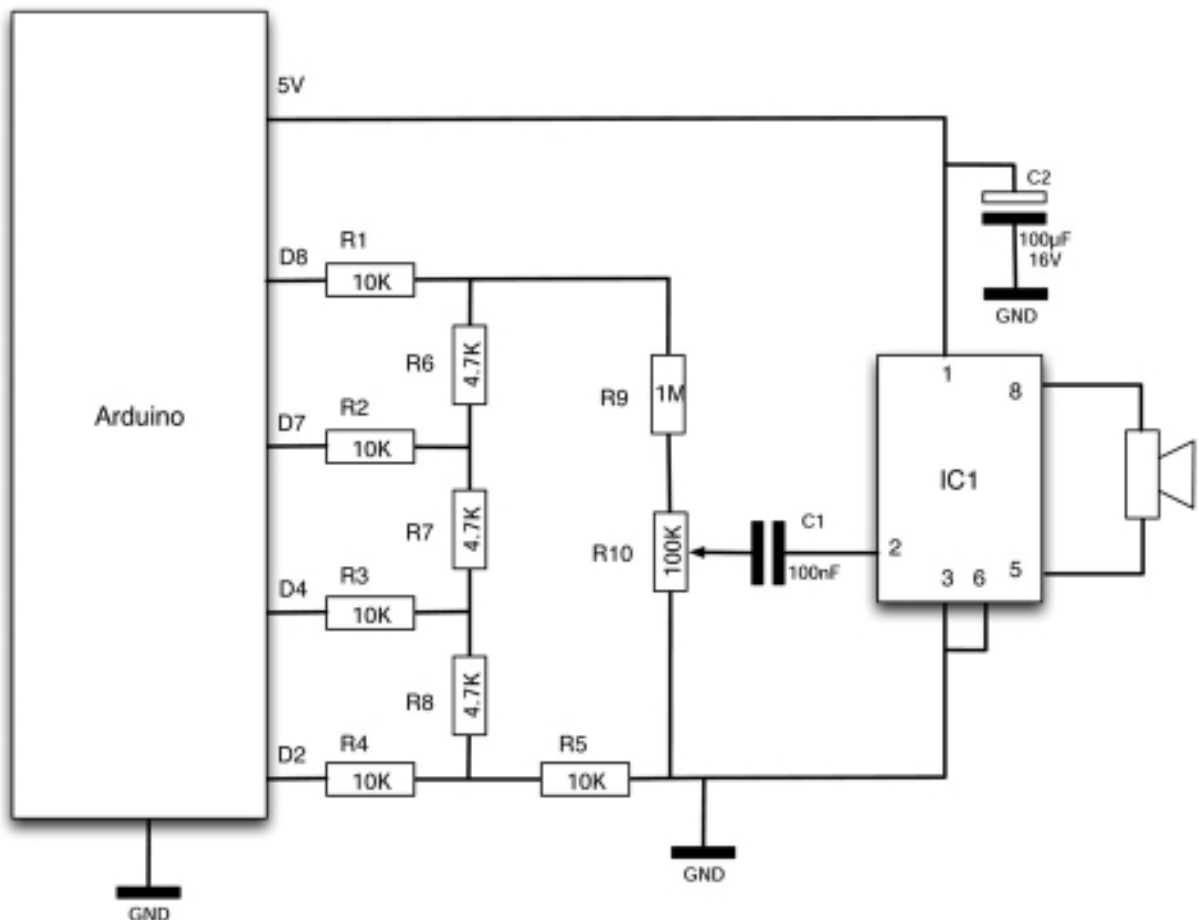 5V
C2
100µF
16V
GND
D8
R1
10K
R6
4.7K
R9
1M
1
8
Arduino
D7
R2
10K
IC1
R7
4.7K
R10
100K
C1
100nF
2
3
6
5
D4
R3
10K
R8
4.7K
D2
R4
10K
R5
10K
GND
GND